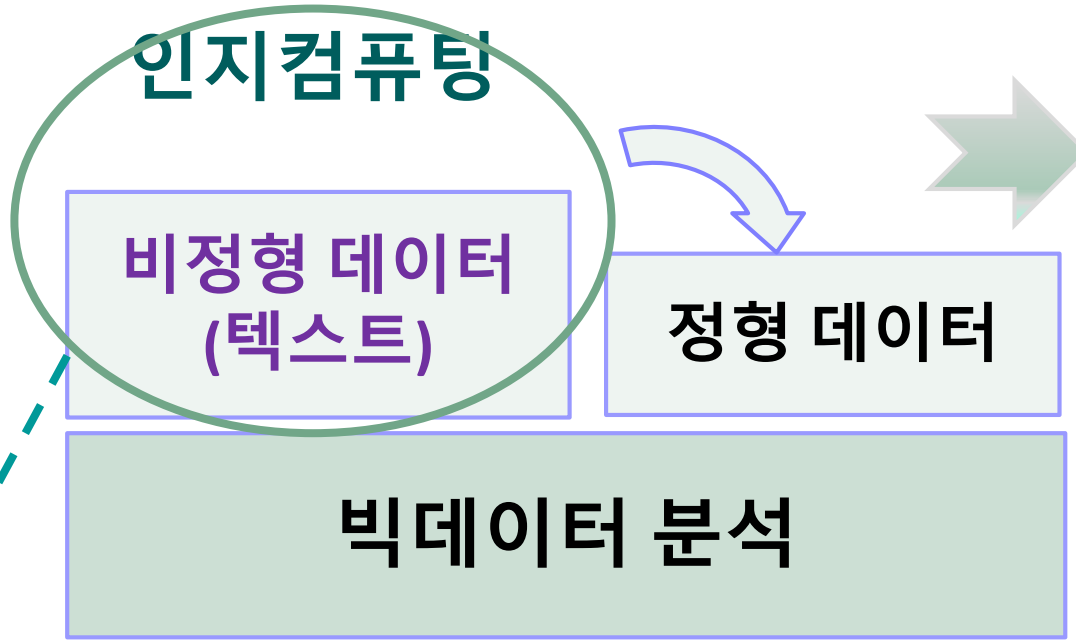 인지컴퓨팅
비정형 데이터
(텍스트)
정형 데이터
빅데이터 분석